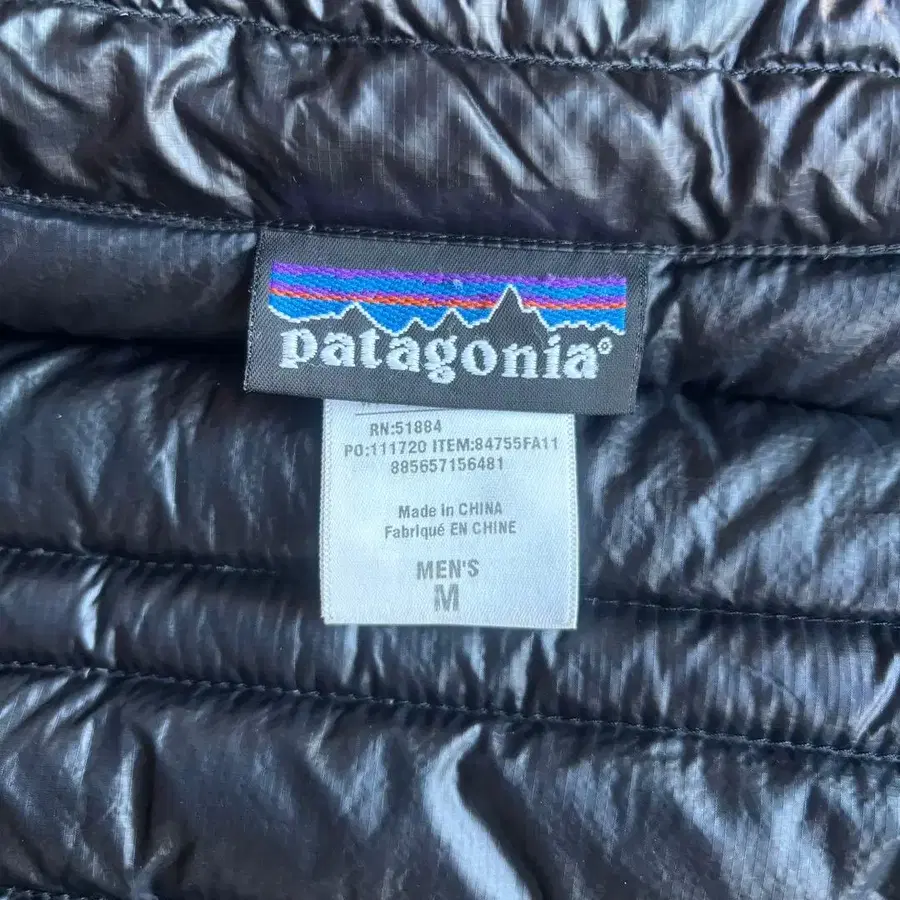 patagonia®
RN:51884
PO:111720 ITEM:84755FA11
885657156481
Made in CHINA
Fabriqué EN CHINE
MEN'S
M